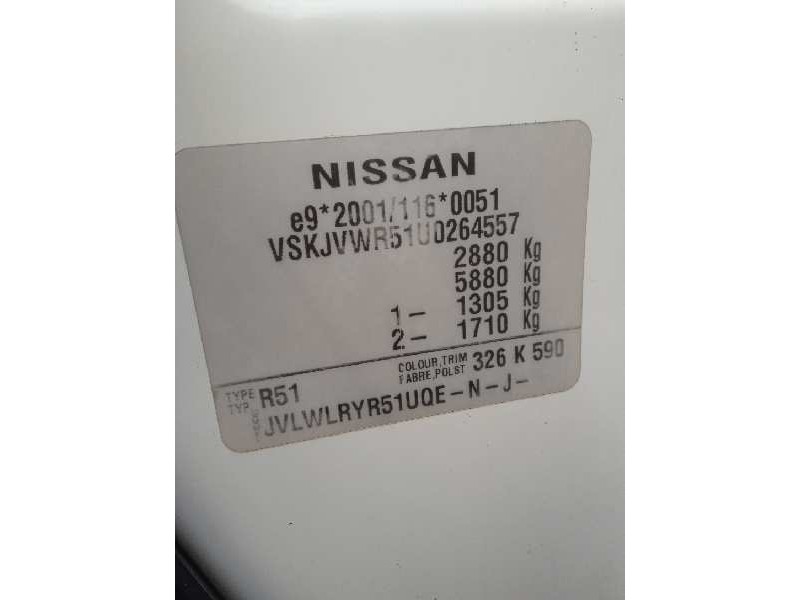 NISSAN
e9*2001/116*0051
VSKJVWR51U0264557
2880 Kg
5880 Kg
1- 1305 Kg
2- 1710 Kg
TYPE TYP. R51
COLOUR,TRIM FABRE,POLST 326 K 590
JVLWLRYR51UQE-N-J-